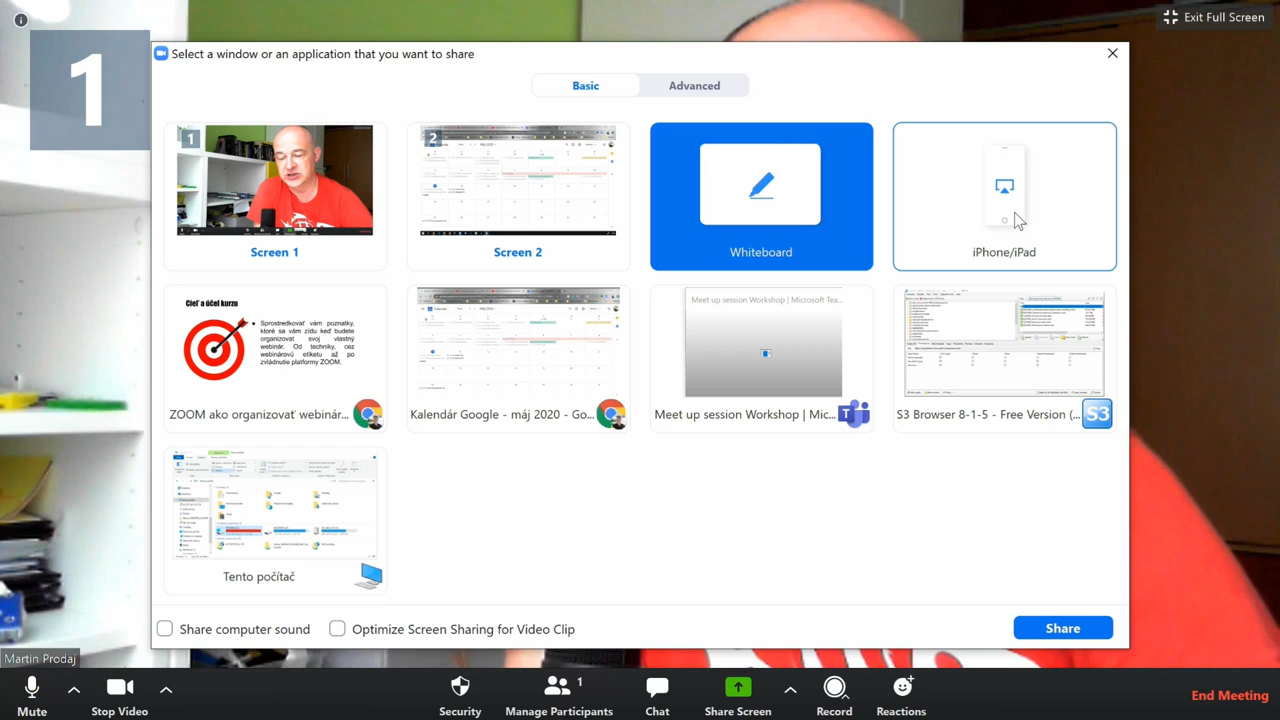 Exit Full Screen
1
Select a window or an application that you want to share
Basic
Advanced
1
Screen 1
2
Screen 2
Whiteboard
iPhone/iPad
Cieľ a účel kurzu
• Sprostredkovať vám poznatky,
ktoré sa vám zídu keď budete
organizovať svoj vlastný
webinár. Od techniky, cez
webinárovú etiketu až po
zvládnutie platformy ZOOM.
ZOOM ako organizovať webinár...
Kalendár Google - máj 2020 - Go...
Meet up session Workshop | Microsoft Tea...
Meet up session Workshop | Mic...
S3 Browser 8-1-5 - Free Version (...
S3
Tento počítač
Share computer sound
Optimize Screen Sharing for Video Clip
Share
Martin Prodaj
Mute
Stop Video
Security
1
Manage Participants
Chat
Share Screen
Record
Reactions
End Meeting